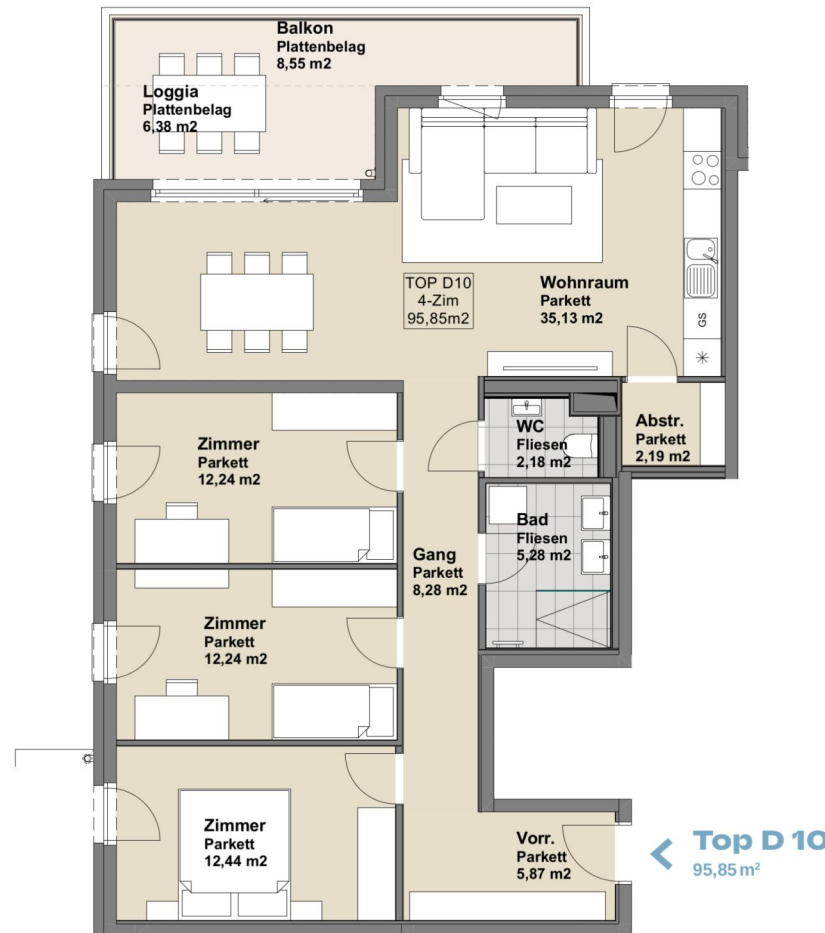 Balkon
Plattenbelag
8,55 m2
Loggia
Plattenbelag
6,38 m2
TOP D10
4-Zim
95,85m2
Wohnraum
Parkett
35,13 m2
GS
Zimmer
Parkett
12,24 m2
WC
Fliesen
2,18 m2
Abstr.
Parkett
2,19 m2
Bad
Fliesen
5,28 m2
Gang
Parkett
8,28 m2
Zimmer
Parkett
12,24 m2
Zimmer
Parkett
12,44 m2
Vorr.
Parkett
5,87 m2
Top D 10
95,85 m²